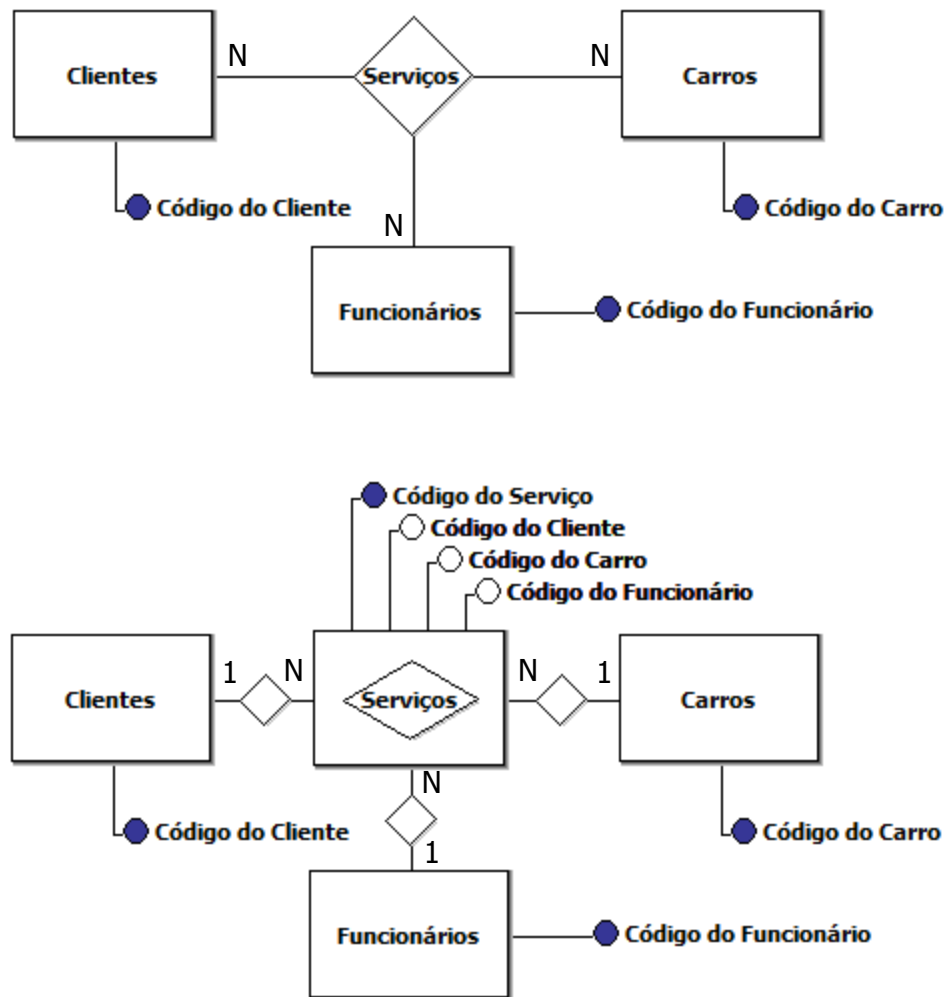 N
N
Clientes
Serviços
Carros
Código do Cliente
Código do Carro
N
Funcionários
Código do Funcionário
Código do Serviço
Código do Cliente
Código do Carro
Código do Funcionário
1
N
N
1
Clientes
Serviços
Carros
N
Código do Cliente
Código do Carro
1
Funcionários
Código do Funcionário